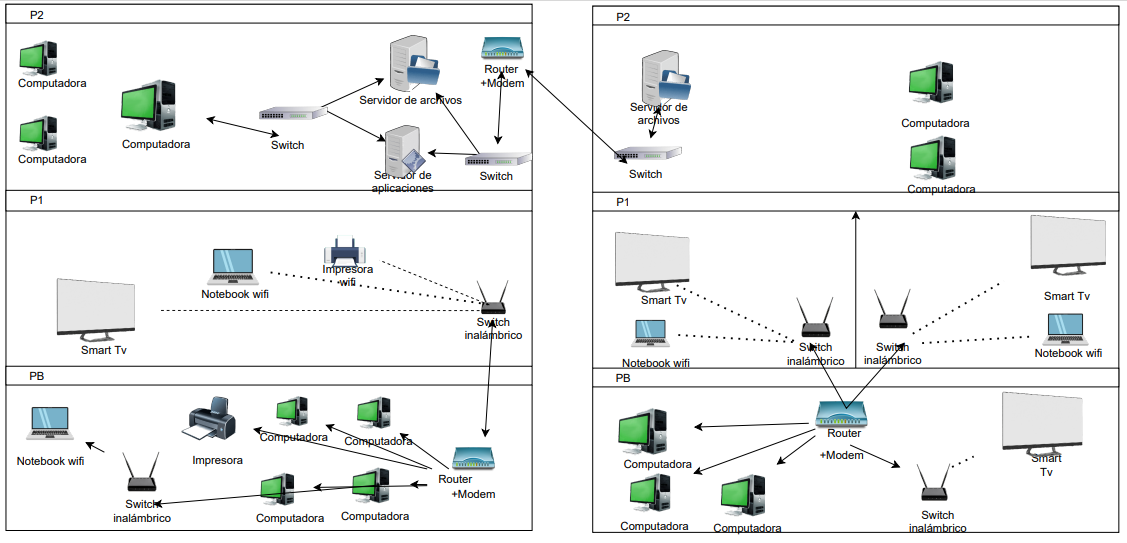 P2
Computadora
Computadora
Computadora
Switch
Servidor de archivos
Servidor de
aplicaciones
Router
+Modem
Switch
P1
Smart Tv
Notebook wifi
Impresora
wifi
Switch
inalámbrico
PB
Notebook wifi
Switch
inalámbrico
Impresora
Computadora
Computadora
Computadora
Computadora
Router
+Modem
P2
Servidor de
archivos
Switch
Computadora
Computadora
P1
Smart Tv
Notebook wifi
Switch
inalámbrico
Switch
inalámbrico
Smart Tv
Notebook wifi
PB
Computadora
Computadora
Computadora
Router
+Modem
Switch
inalámbrico
Smart
Tv